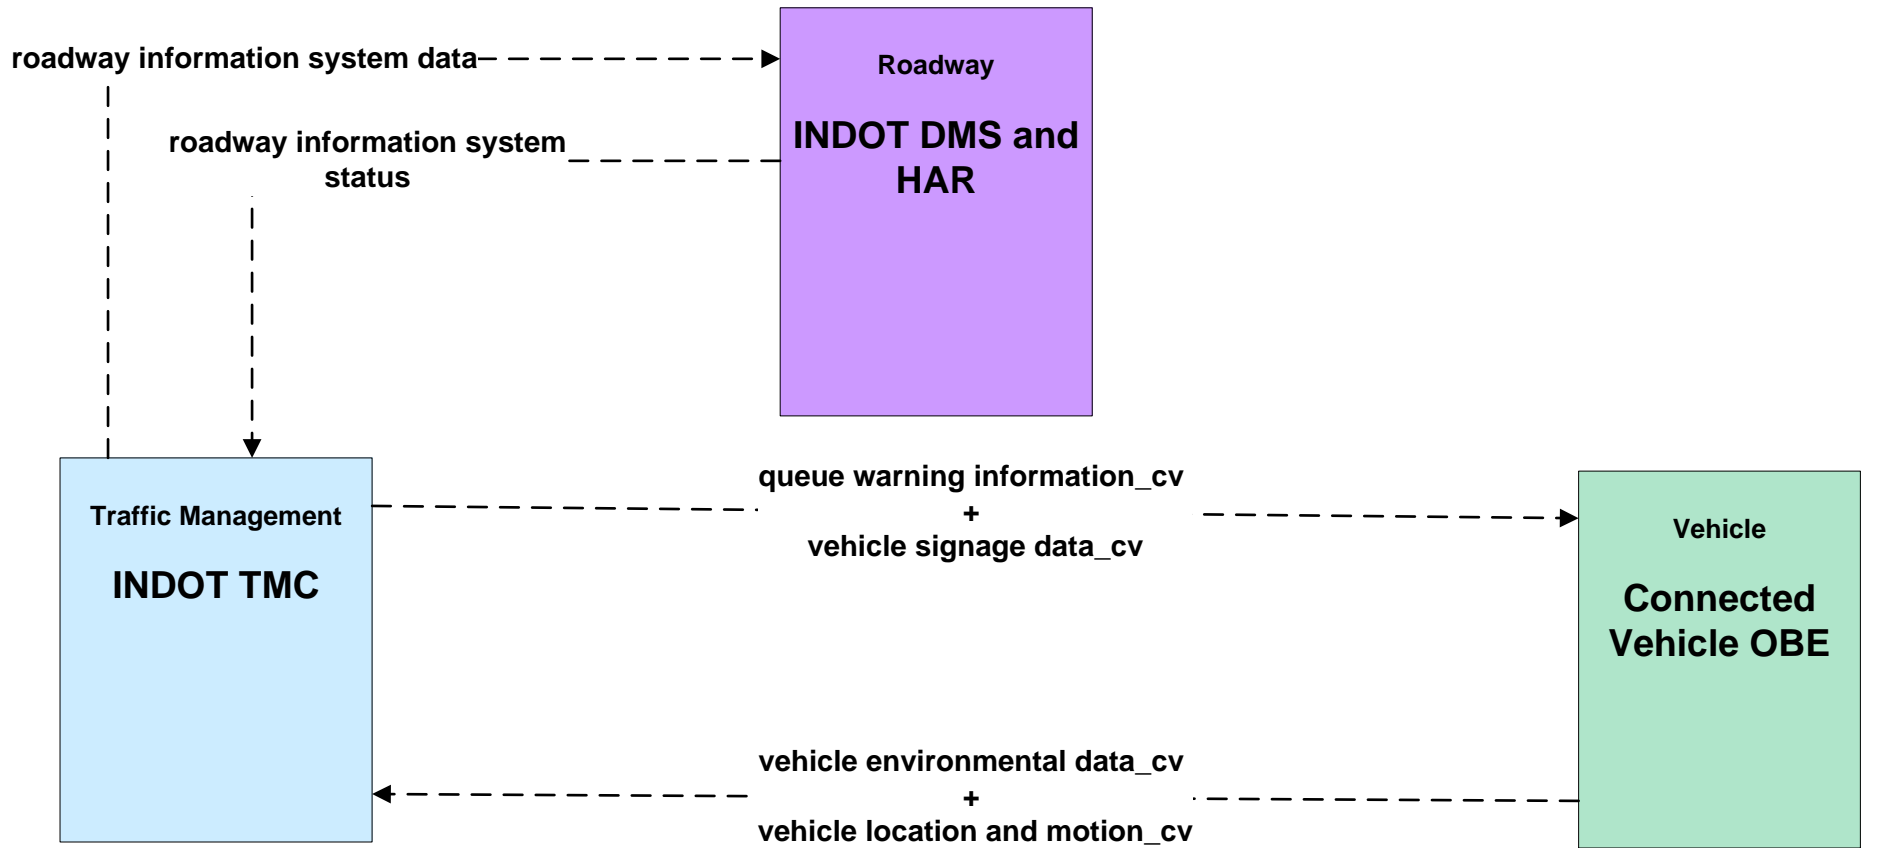 roadway information system data
Roadway
INDOT DMS and
HAR
roadway information system
status
Traffic Management
INDOT TMC
queue warning information_cv
+
vehicle signage data_cv
Vehicle
Connected
Vehicle OBE
vehicle environmental data_cv
+
vehicle location and motion_cv